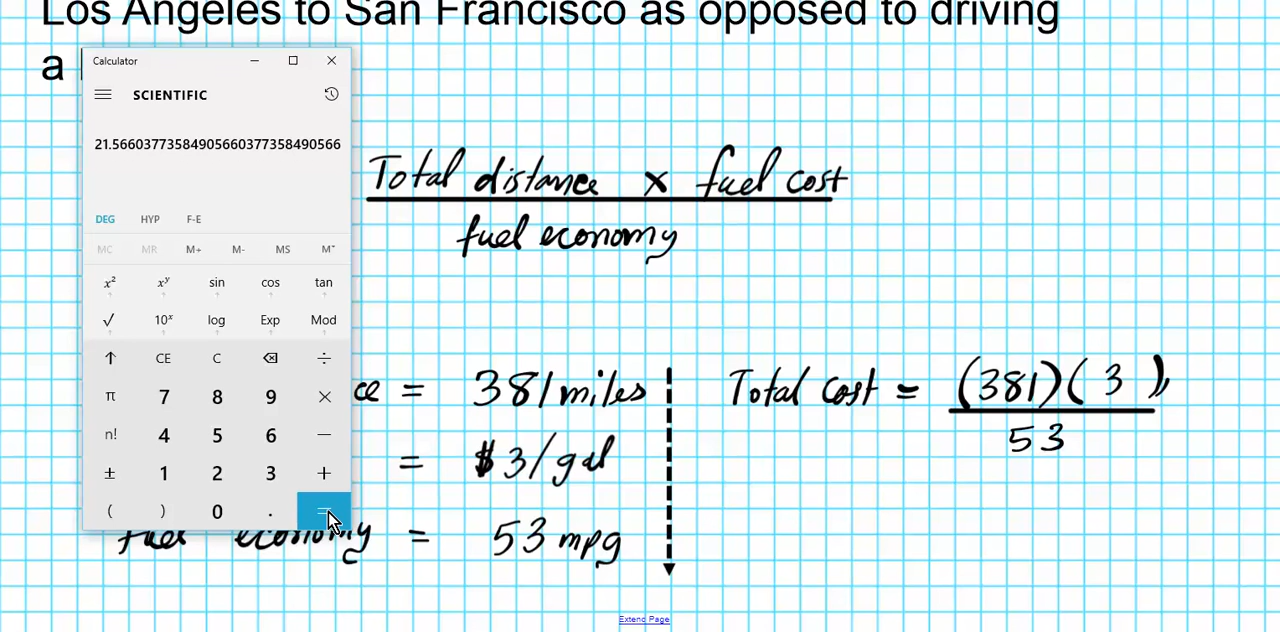 Los Angeles to San Francisco as opposed to driving
a
Calculator
SCIENTIFIC
21.56603773584905660377358490566
DEG HYP F-E
MC MR M+ M- MS M˅
x² xʸ sin cos tan
√ 10ˣ log Exp Mod
↑ CE C ⌫ ÷
π 7 8 9 ×
n! 4 5 6 −
± 1 2 3 +
( ) 0 . =
Total distance x fuel cost
fuel economy
ce = 381 miles
= $3/gal
fuel economy = 53 mpg
Total cost = (381)(3)
53
Extend Page